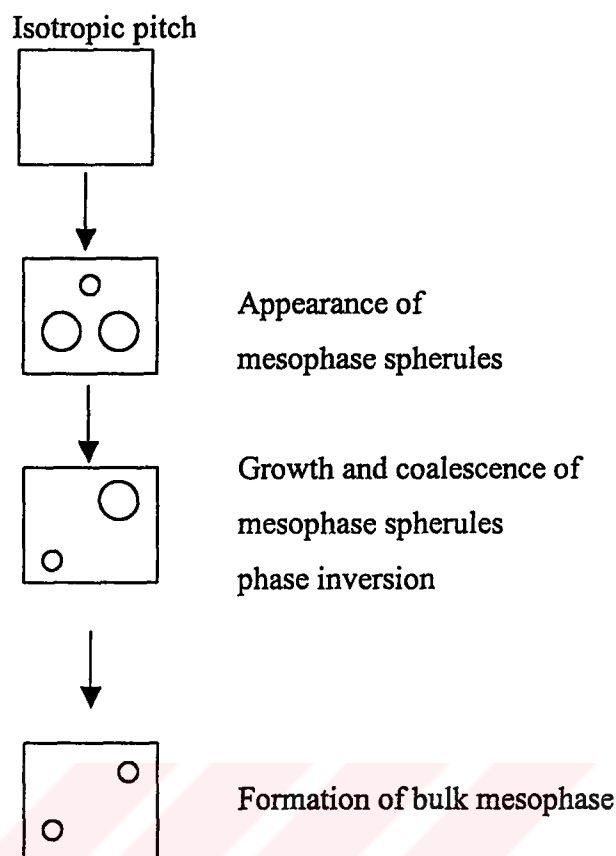 Isotropic pitch
Appearance of
mesophase spherules
Growth and coalescence of
mesophase spherules
phase inversion
Formation of bulk mesophase